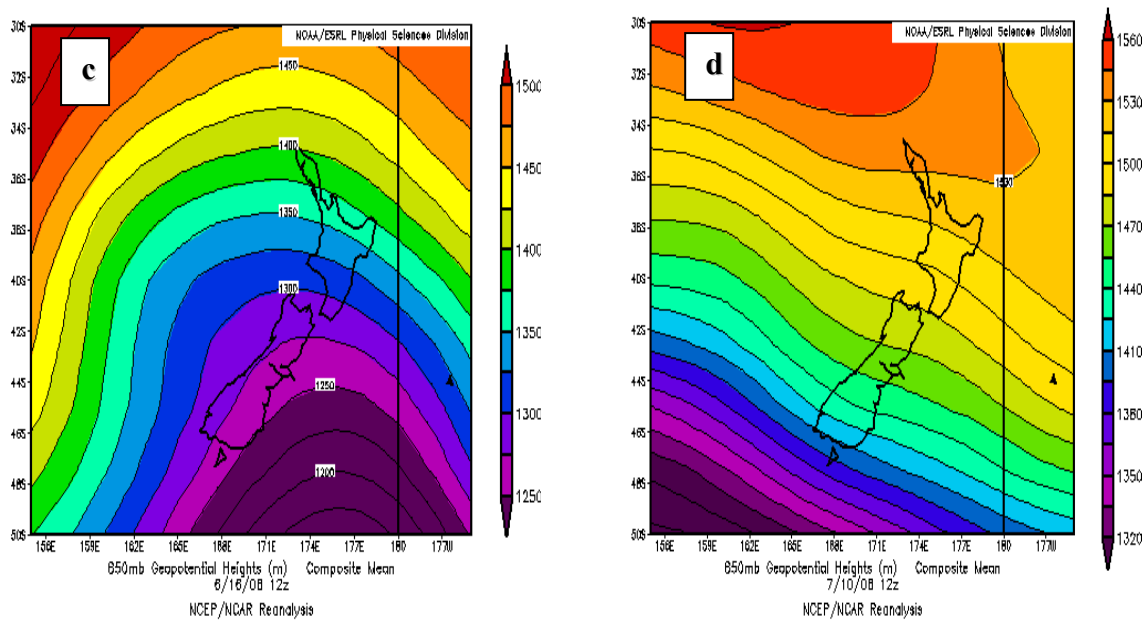 c
NOAA/ESRL Physical Sciences Division
30S
32S
34S
36S
38S
40S
42S
44S
46S
48S
50S
1450
1400
1350
1300
1250
1200
156E 159E 162E 165E 168E 171E 174E 177E 180 177W
850mb Geopotential Heights (m) Composite Mean
6/16/08 12z
NCEP/NCAR Reanalysis
1500
1450
1400
1350
1300
1250
d
NOAA/ESRL Physical Sciences Division
30S
32S
34S
36S
38S
40S
42S
44S
46S
48S
50S
156E 159E 162E 165E 168E 171E 174E 177E 180 177W
850mb Geopotential Heights (m) Composite Mean
7/10/08 12z
NCEP/NCAR Reanalysis
1560
1530
1500
1470
1440
1410
1380
1350
1320